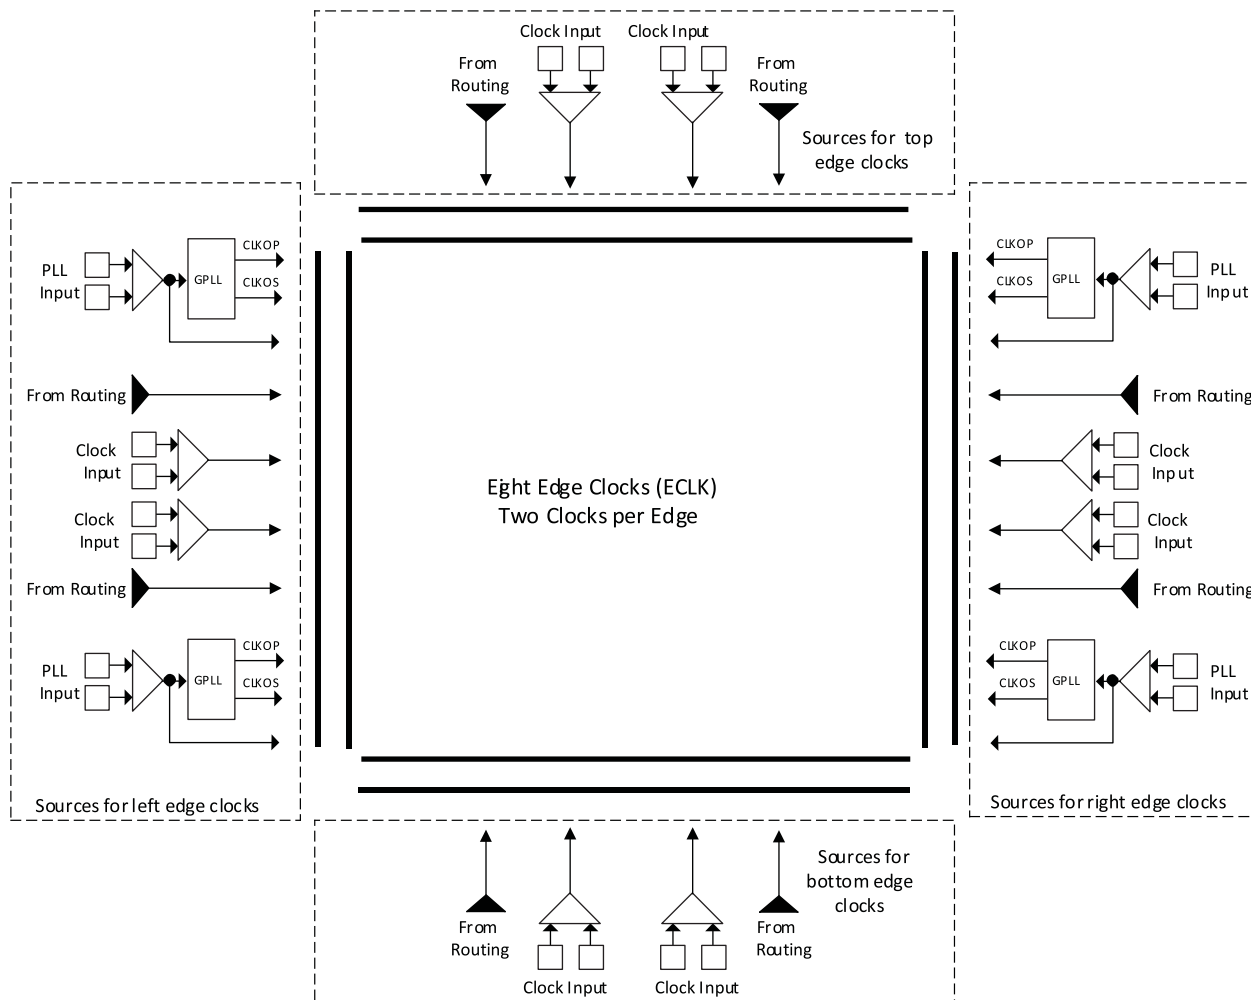 Clock Input
Clock Input
From
Routing
From
Routing
Sources for top
edge clocks
PLL
Input
GPLL
CLKOP
CLKOS
From Routing
Clock
Input
Clock
Input
From Routing
PLL
Input
GPLL
CLKOP
CLKOS
Sources for left edge clocks
Eight Edge Clocks (ECLK)
Two Clocks per Edge
CLKOP
CLKOS
GPLL
PLL
Input
From Routing
Clock
Input
Clock
Input
From Routing
CLKOP
CLKOS
GPLL
PLL
Input
Sources for right edge clocks
Sources for
bottom edge
clocks
From
Routing
From
Routing
Clock Input
Clock Input